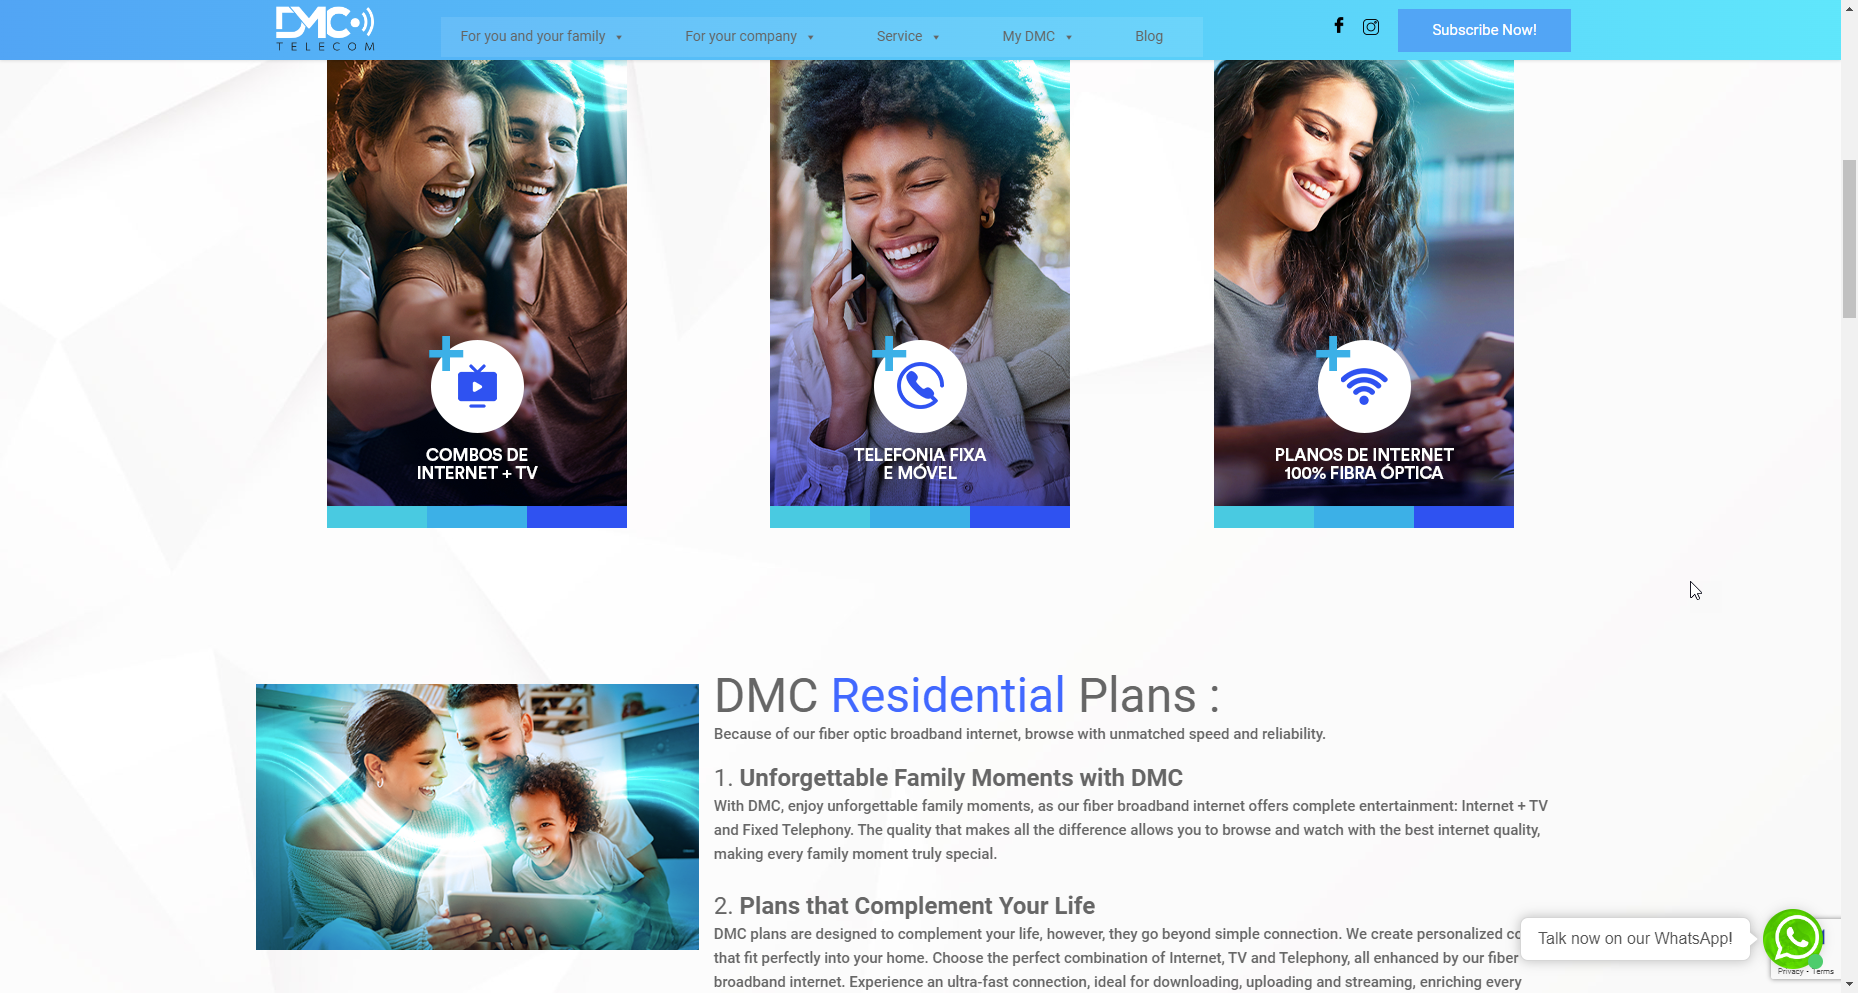 DMC
TELECOM
For you and your family
For your company
Service
My DMC
Blog
Subscribe Now!
COMBOS DE
INTERNET + TV
TELEFONIA FIXA
E MÓVEL
PLANOS DE INTERNET
100% FIBRA ÓPTICA
DMC Residential Plans :
Because of our fiber optic broadband internet, browse with unmatched speed and reliability.
1. Unforgettable Family Moments with DMC
With DMC, enjoy unforgettable family moments, as our fiber broadband internet offers complete entertainment: Internet + TV
and Fixed Telephony. The quality that makes all the difference allows you to browse and watch with the best internet quality,
making every family moment truly special.
2. Plans that Complement Your Life
DMC plans are designed to complement your life, however, they go beyond simple connection. We create personalized
that fit perfectly into your home. Choose the perfect combination of Internet, TV and Telephony, all enhanced by our fiber
broadband internet. Experience an ultra-fast connection, ideal for downloading, uploading and streaming, enriching every
Talk now on our WhatsApp!
Privacy - Terms